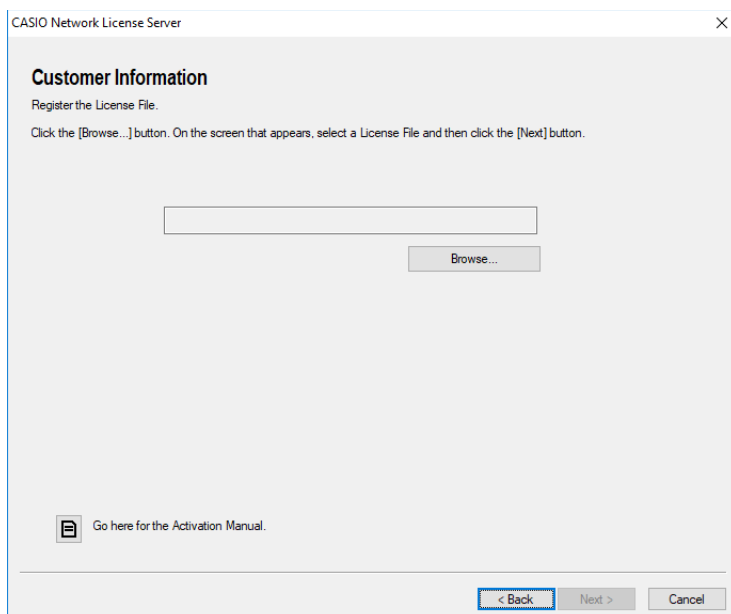 CASIO Network License Server
Customer Information
Register the License File.
Click the [Browse...] button. On the screen that appears, select a License File and then click the [Next] button.
Browse...
Go here for the Activation Manual.
< Back Next > Cancel